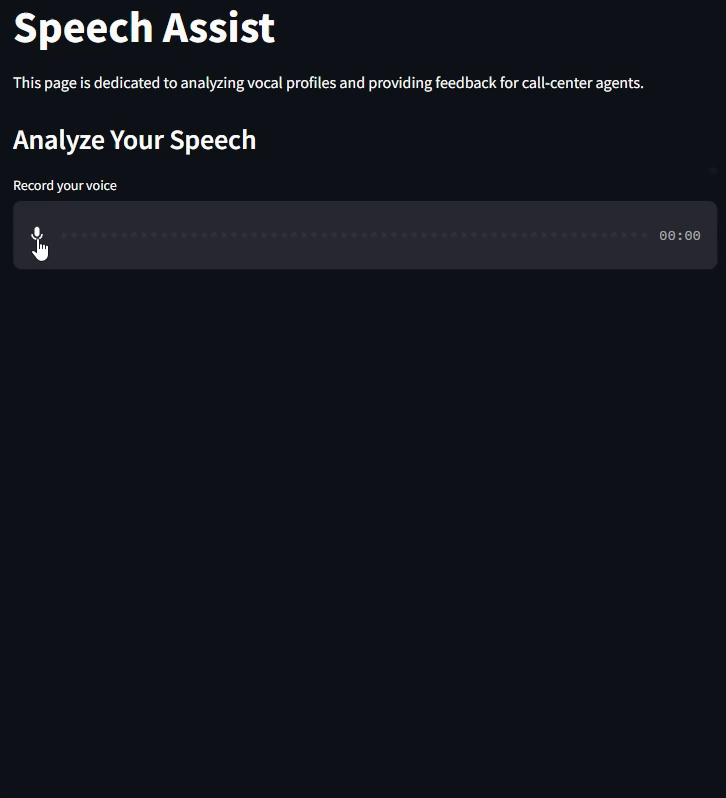 Speech Assist
This page is dedicated to analyzing vocal profiles and providing feedback for call-center agents.
Analyze Your Speech
Record your voice
00:00